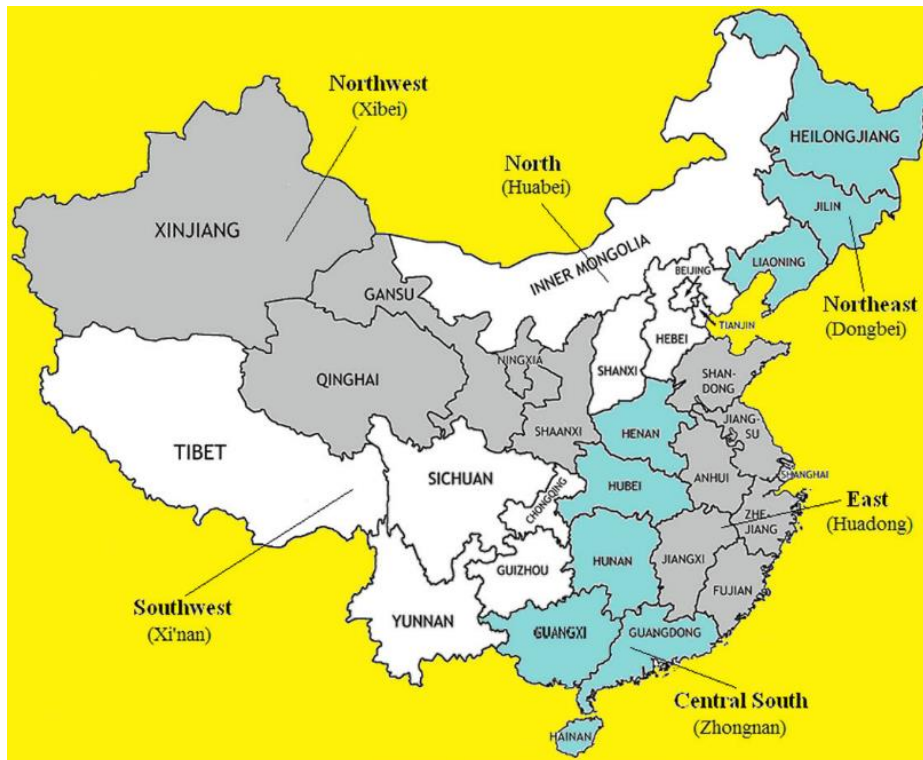 Northwest
(Xibei)
North
(Huabei)
HEILONGJIANG
JILIN
XINJIANG
INNER MONGOLIA
BEIJING
LIAONING
GANSU
Northeast
(Dongbei)
TIANJIN
HEBEI
NINGXIA
SHANXI
QINGHAI
SHAN-
DONG
JIANG-
SU
SHAANXI
HENAN
TIBET
SICHUAN
ANHUI
SHANGHAI
HUBEI
CHONGQING
East
(Huadong)
ZHE-
JIANG
HUNAN
JIANGXI
GUIZHOU
FUJIAN
Southwest
(Xi'nan)
YUNNAN
GUANGXI
GUANGDONG
Central South
(Zhongnan)
HAINAN